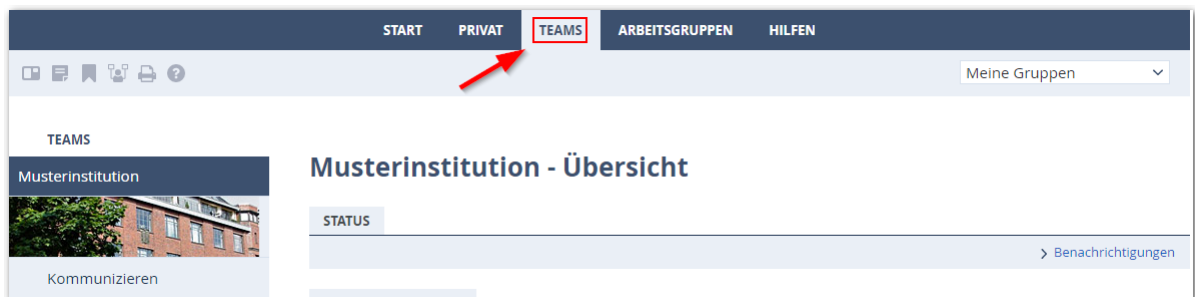 START PRIVAT TEAMS ARBEITSGRUPPEN HILFEN
Meine Gruppen
TEAMS
Musterinstitution
Kommunizieren
Musterinstitution - Übersicht
STATUS
Benachrichtigungen